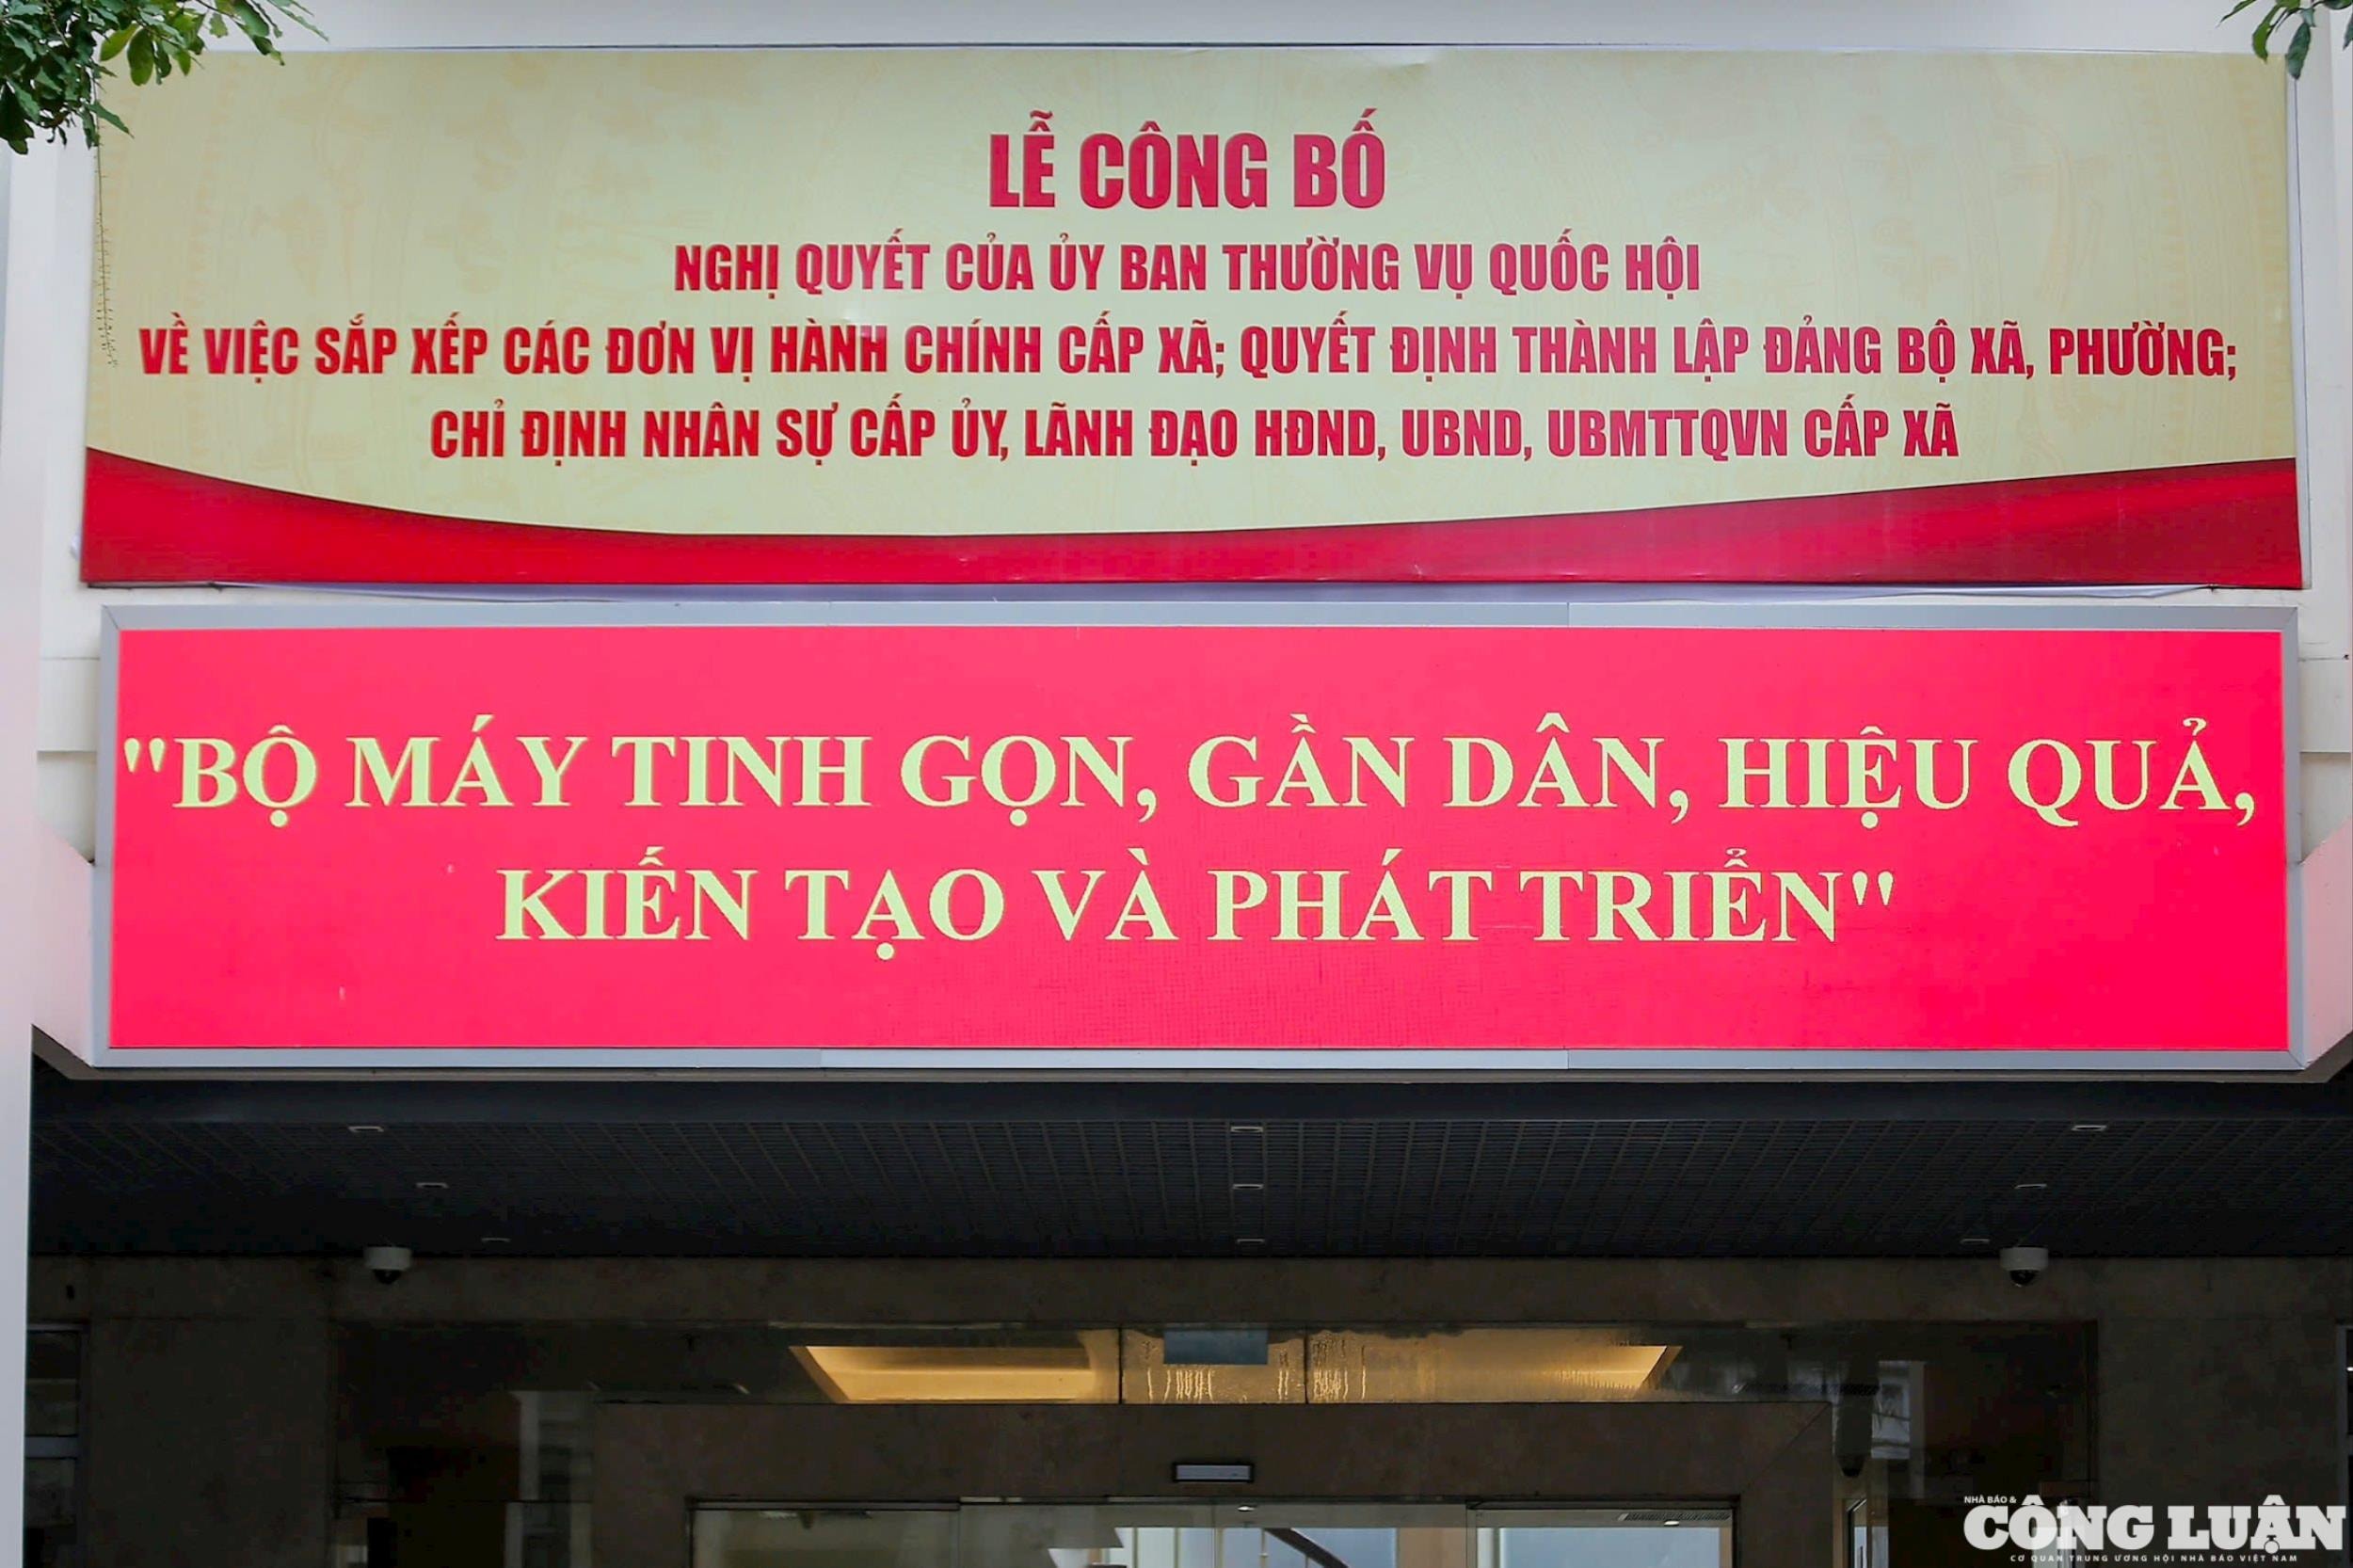 LỄ CÔNG BỐ
NGHỊ QUYẾT CỦA ỦY BAN THƯỜNG VỤ QUỐC HỘI
VỀ VIỆC SẮP XẾP CÁC ĐƠN VỊ HÀNH CHÍNH CẤP XÃ; QUYẾT ĐỊNH THÀNH LẬP ĐẢNG BỘ XÃ, PHƯỜNG;
CHỈ ĐỊNH NHÂN SỰ CẤP ỦY, LÃNH ĐẠO HĐND, UBND, UBMTTQVN CẤP XÃ
"BỘ MÁY TINH GỌN, GẦN DÂN, HIỆU QUẢ,
KIẾN TẠO VÀ PHÁT TRIỂN"
NHÀ BÁO &
CÔNG LUẬN
CƠ QUAN TRUNG ƯƠNG HỘI NHÀ BÁO VIỆT NAM